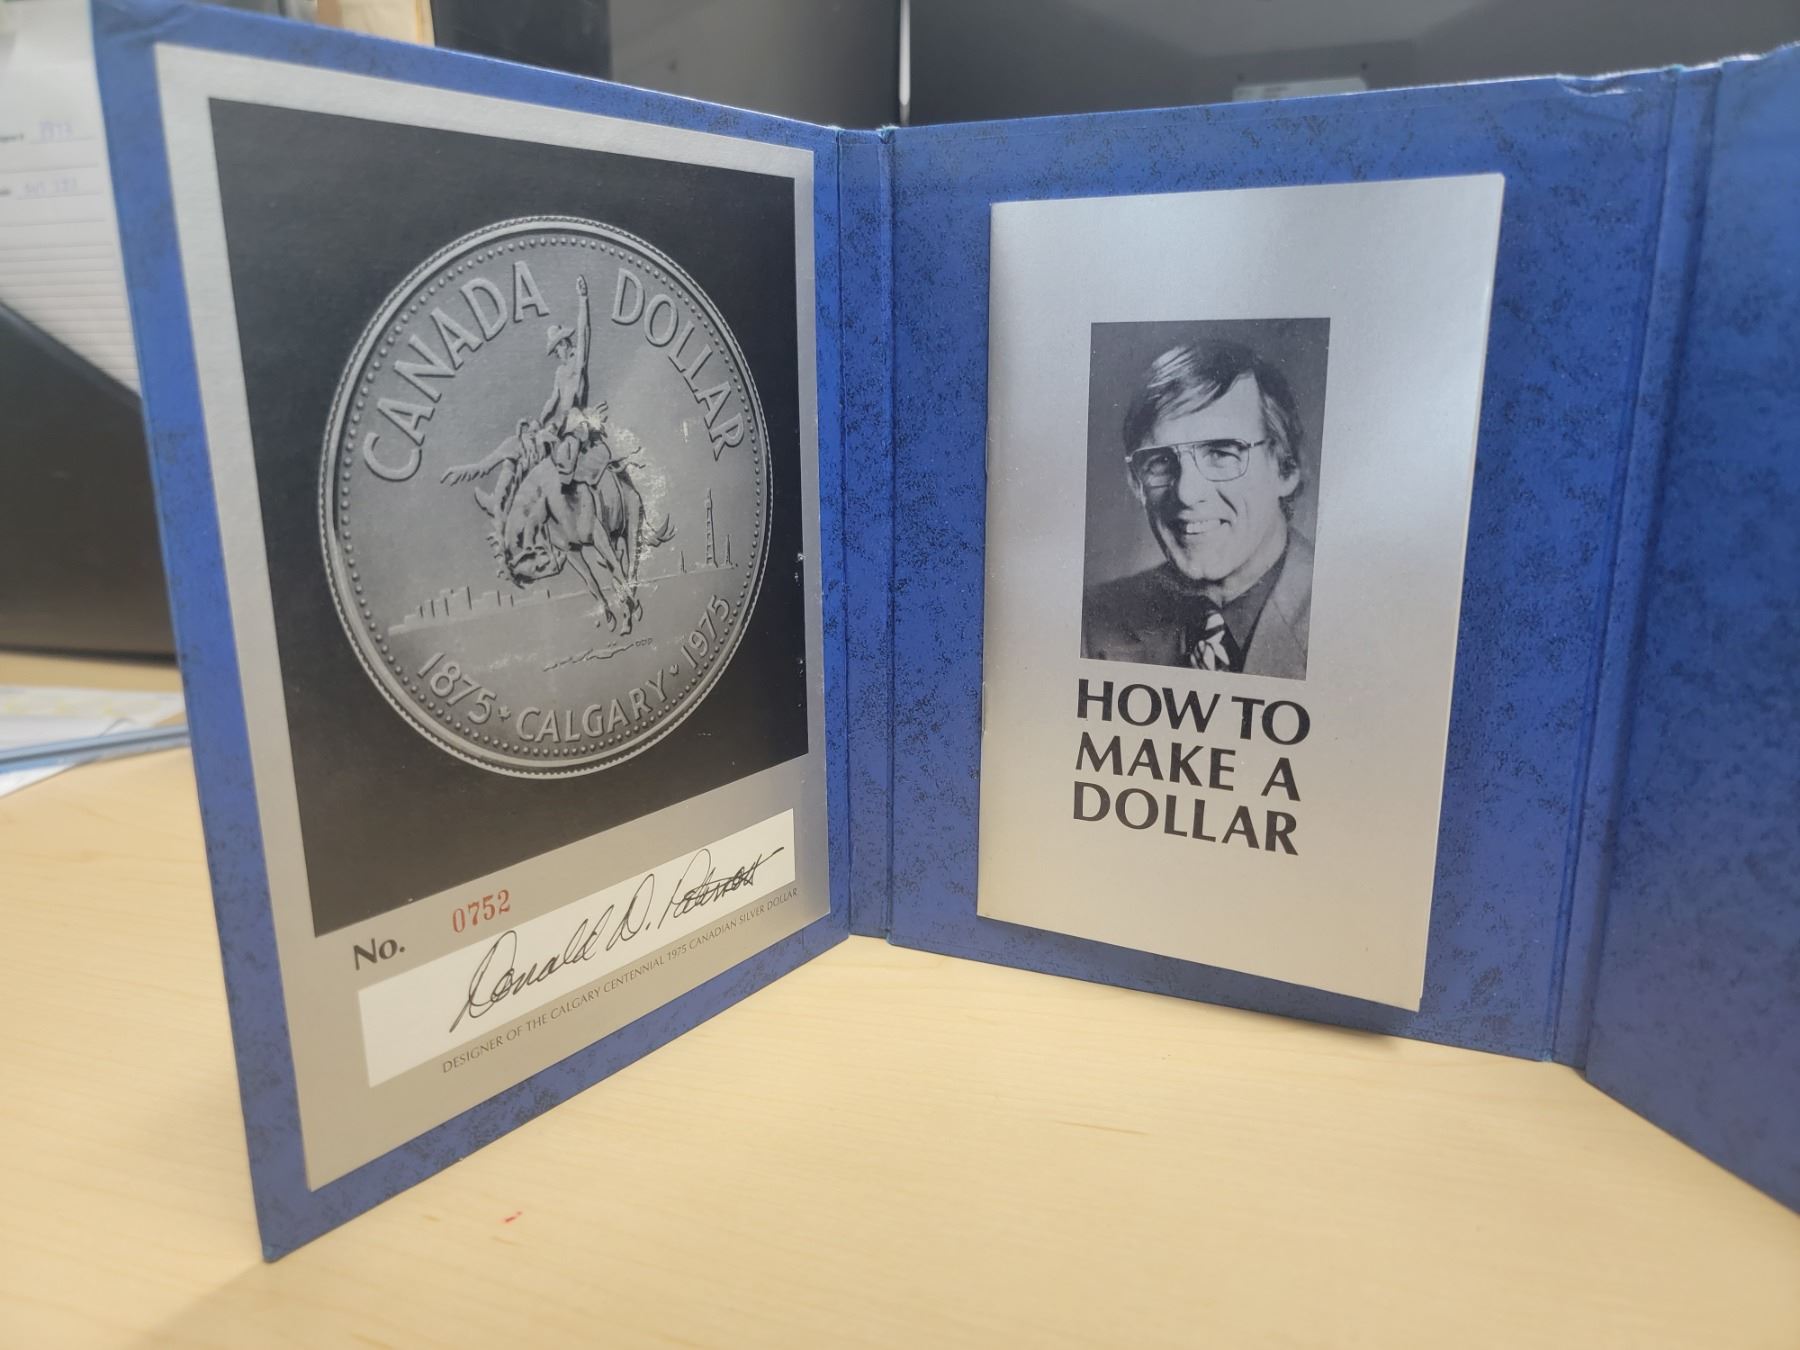 CANADA DOLLAR
1875 CALGARY 1975
No. 0752
Donald D. Paterson
DESIGNER OF THE CALGARY CENTENNIAL 1975 CANADIAN SILVER DOLLAR
HOW TO
MAKE A
DOLLAR